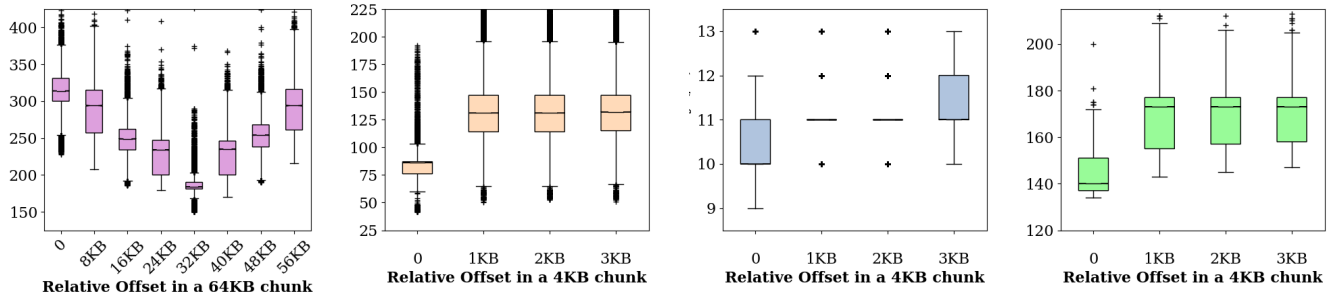 400
350
300
250
200
150
0
8KB
16KB
24KB
32KB
40KB
48KB
56KB
Relative Offset in a 64KB chunk
225
200
175
150
125
100
75
50
25
0
1KB
2KB
3KB
Relative Offset in a 4KB chunk
13
12
11
10
9
0
1KB
2KB
3KB
Relative Offset in a 4KB chunk
200
180
160
140
120
0
1KB
2KB
3KB
Relative Offset in a 4KB chunk